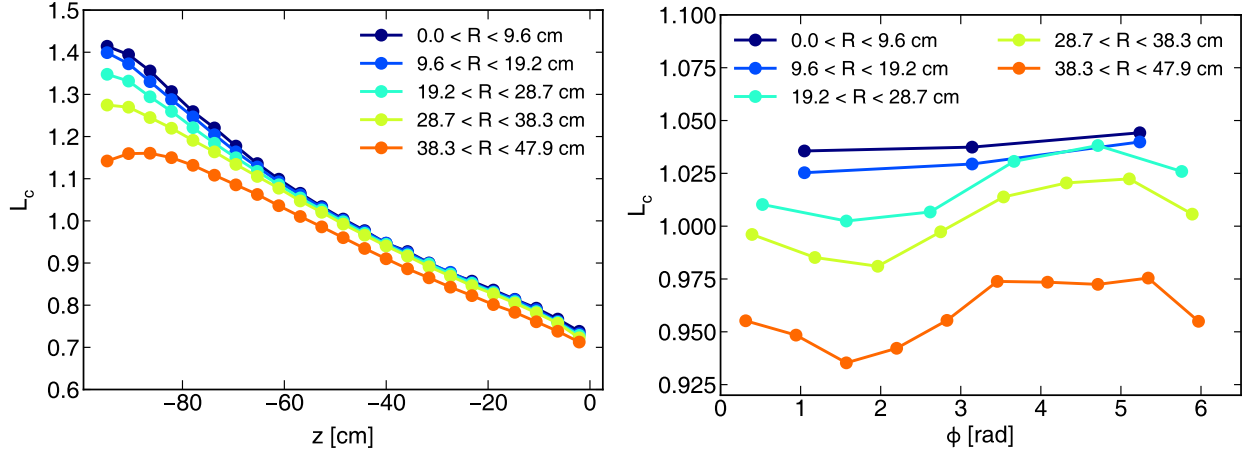 1.5
1.4
1.3
1.2
1.1
1.0
0.9
0.8
0.7
0.6
L_c
−80
−60
−40
−20
0
z [cm]
0.0 < R < 9.6 cm
9.6 < R < 19.2 cm
19.2 < R < 28.7 cm
28.7 < R < 38.3 cm
38.3 < R < 47.9 cm
1.100
1.075
1.050
1.025
1.000
0.975
0.950
0.925
L_c
0
1
2
3
4
5
6
ϕ [rad]
0.0 < R < 9.6 cm
9.6 < R < 19.2 cm
19.2 < R < 28.7 cm
28.7 < R < 38.3 cm
38.3 < R < 47.9 cm